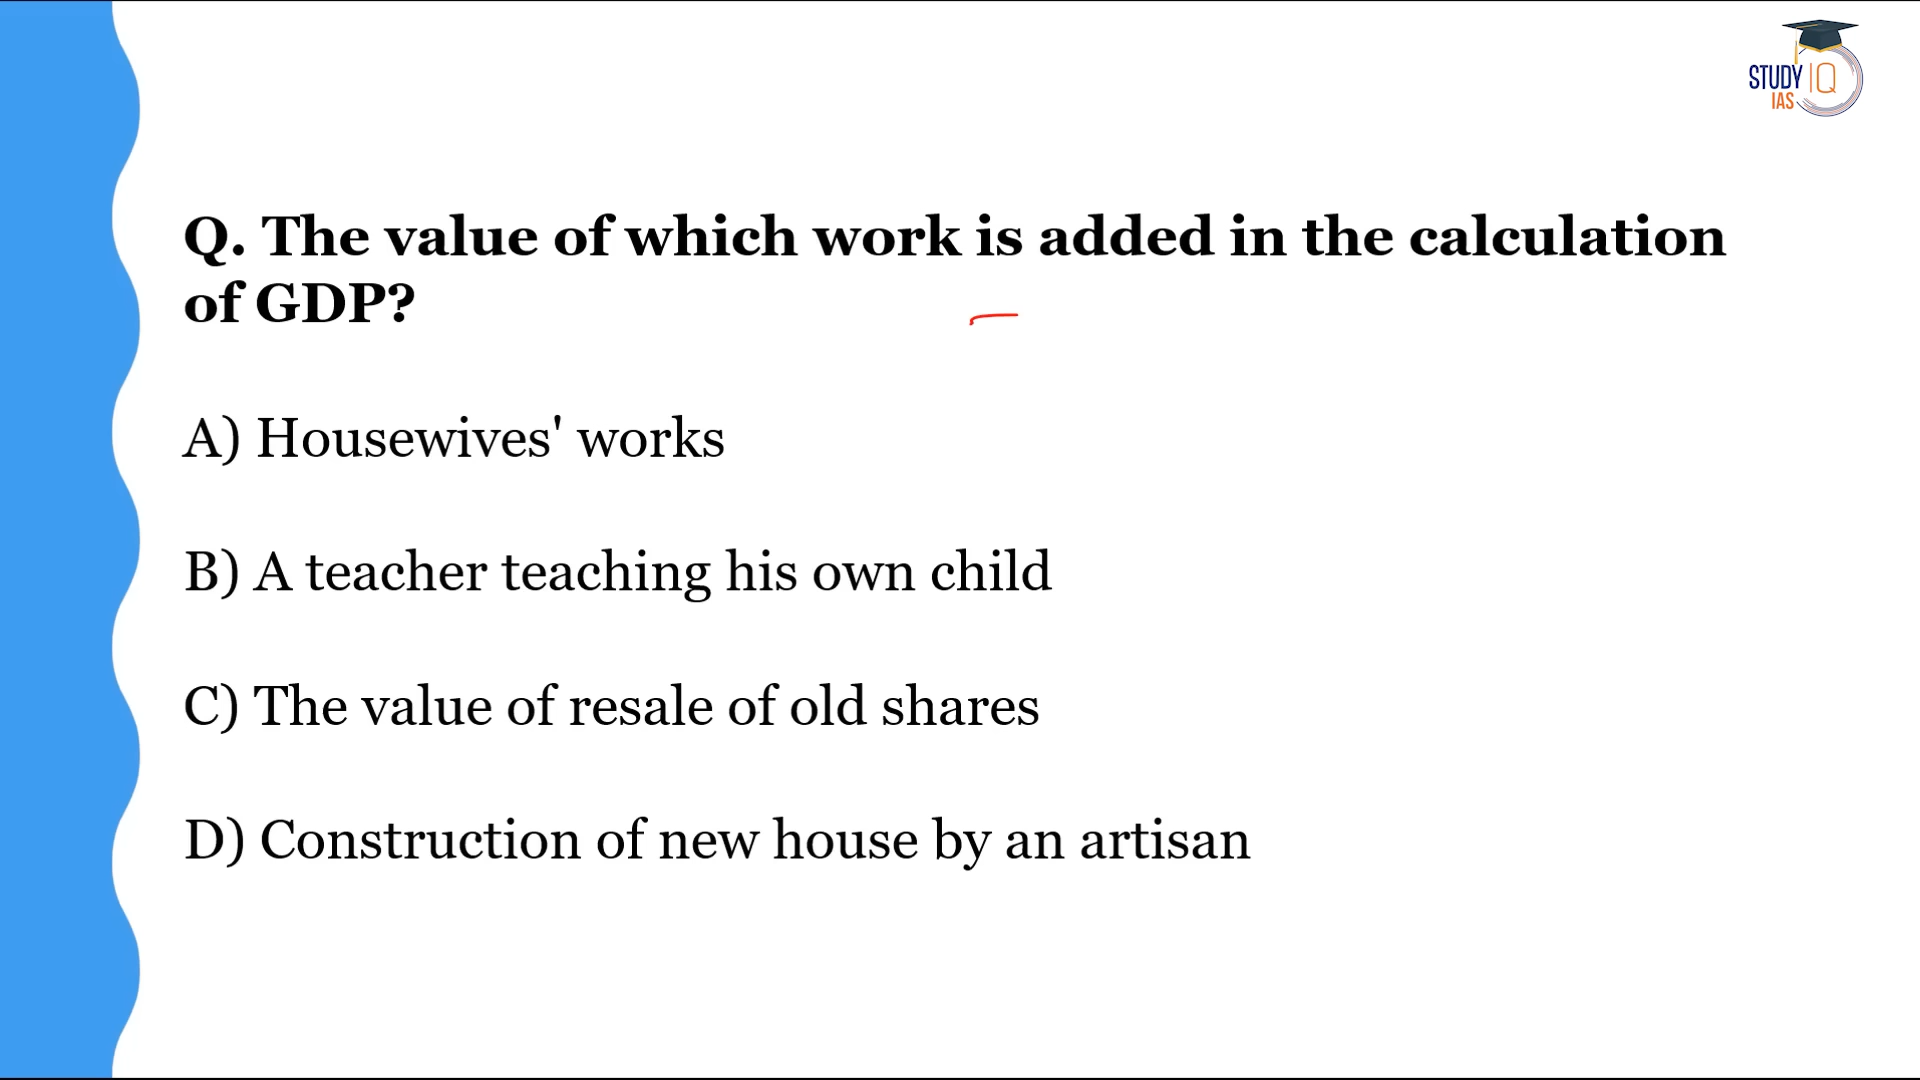 STUDY IQ
IAS
Q. The value of which work is added in the calculation
of GDP?
A) Housewives' works
B) A teacher teaching his own child
C) The value of resale of old shares
D) Construction of new house by an artisan